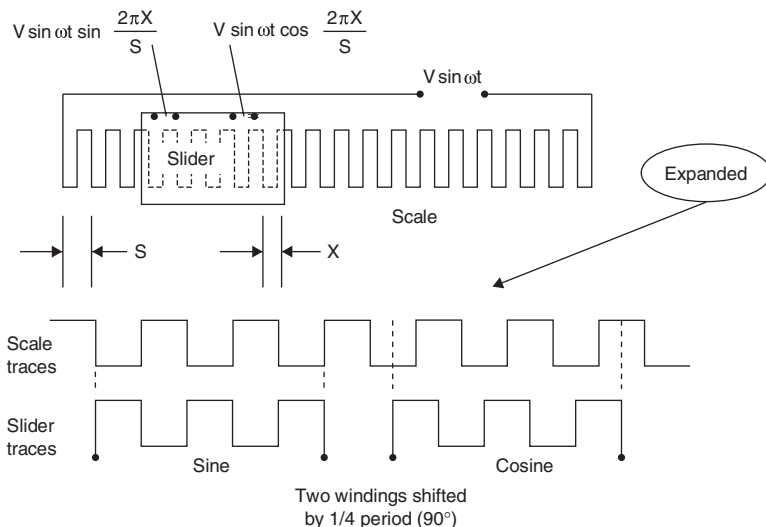 V sin ωt sin 2πX/S
V sin ωt cos 2πX/S
V sin ωt
Slider
Expanded
Scale
S
X
Scale
traces
Slider
traces
Sine
Cosine
Two windings shifted
by 1/4 period (90°)